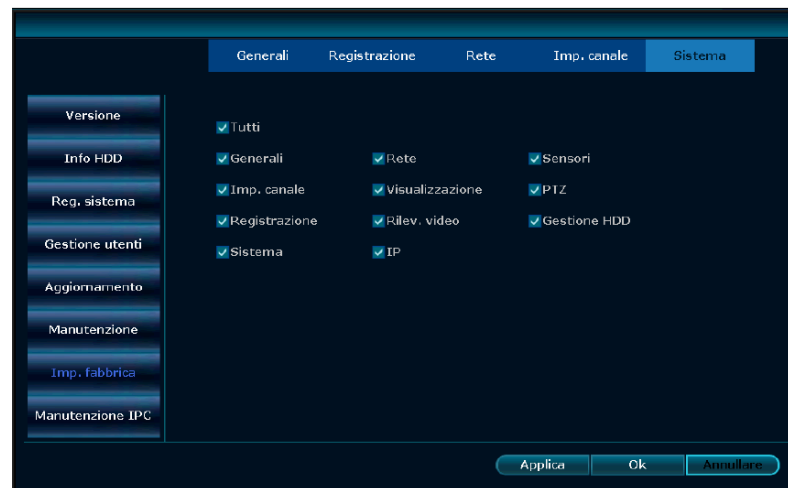 Generali Registrazione Rete Imp. canale Sistema
Versione
Info HDD
Reg. sistema
Gestione utenti
Aggiornamento
Manutenzione
Imp. fabbrica
Manutenzione IPC
Tutti
Generali Rete Sensori
Imp. canale Visualizzazione PTZ
Registrazione Rilev. video Gestione HDD
Sistema IP
Applica Ok Annullare